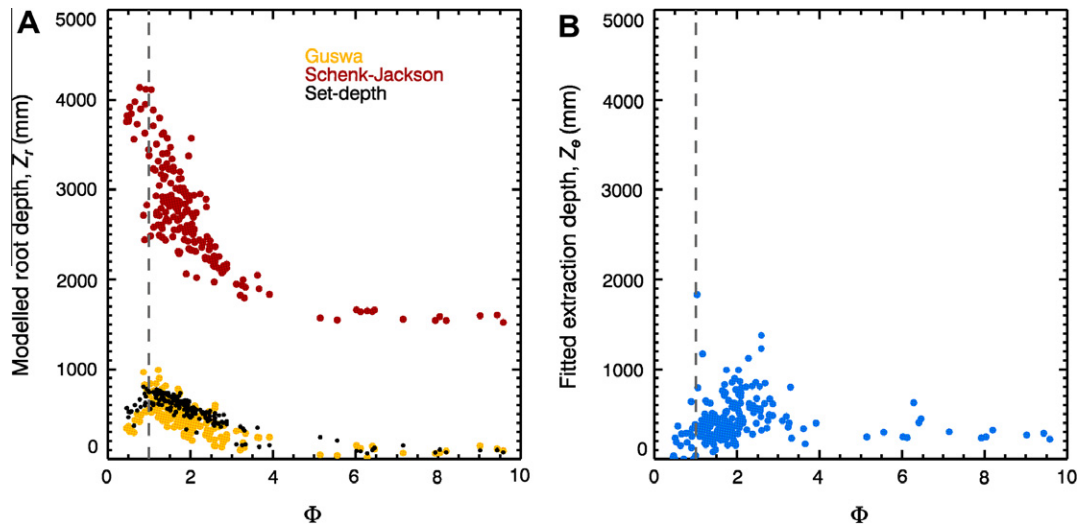 A
Modelled root depth, Zr (mm)
5000
4000
3000
2000
1000
0
Guswa
Schenk-Jackson
Set-depth
0 2 4 6 8 10
Φ
B
Fitted extraction depth, Ze (mm)
5000
4000
3000
2000
1000
0
0 2 4 6 8 10
Φ